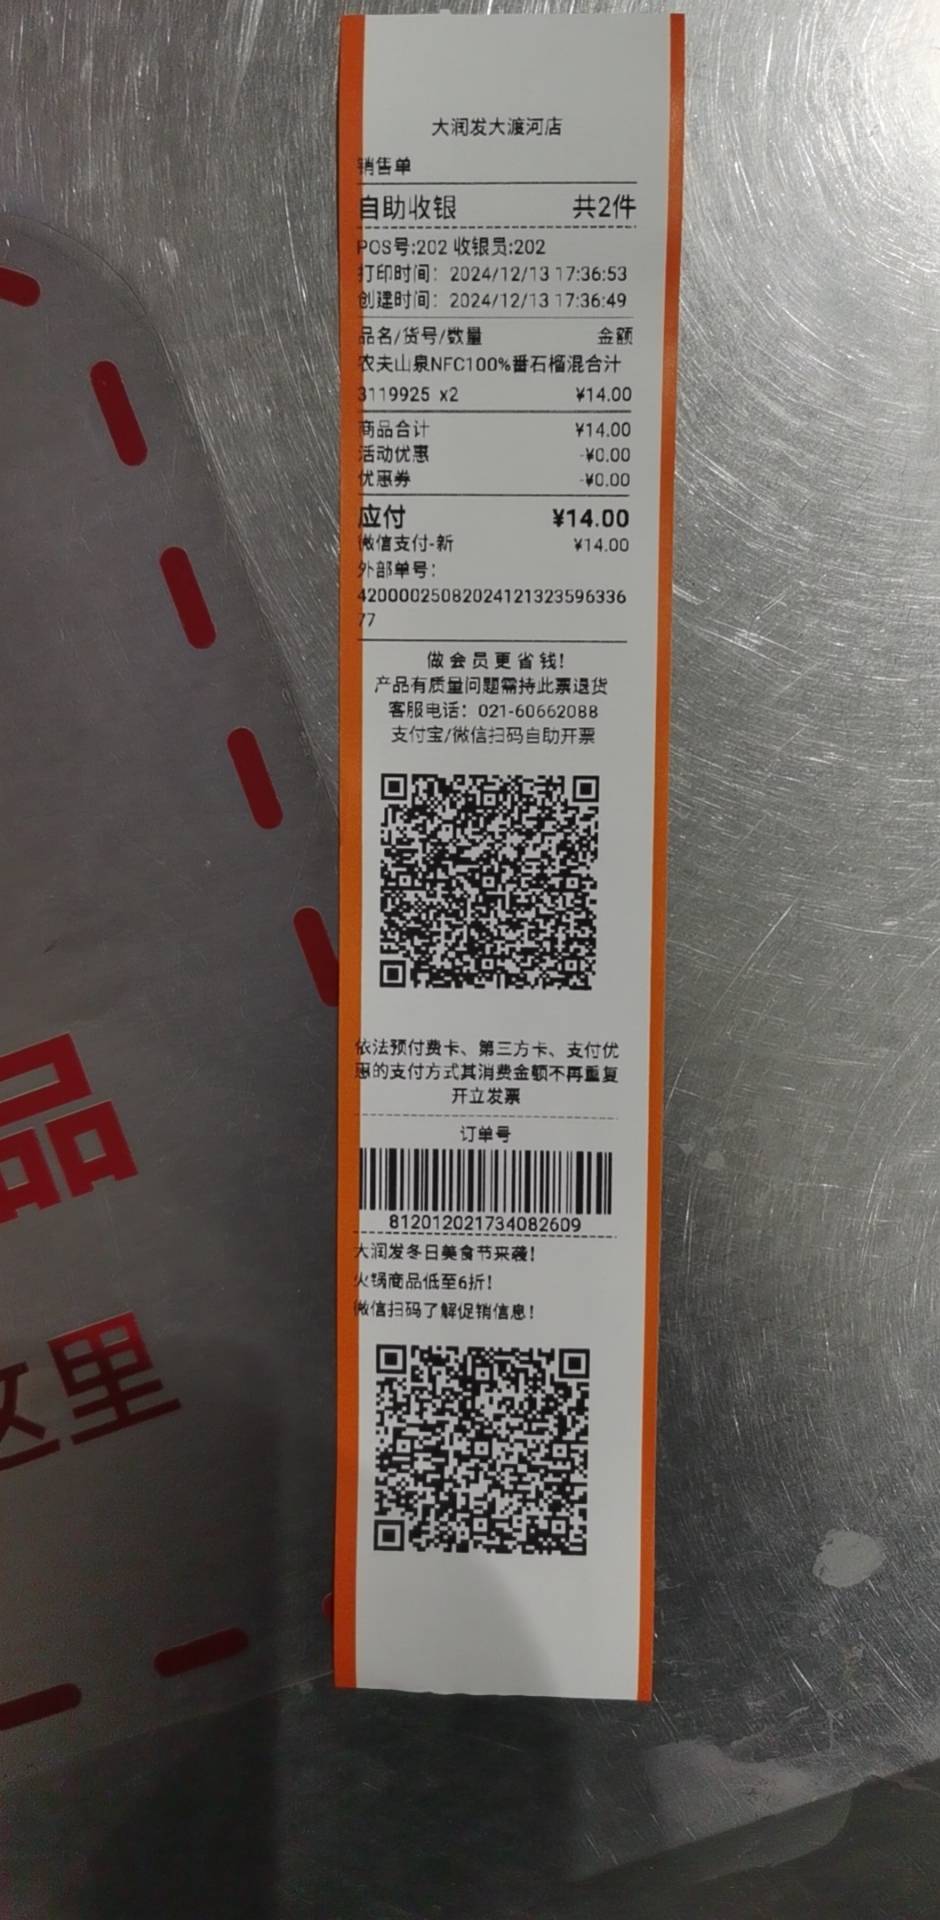 大润发大渡河店
销售单
自助收银 共2件
POS号:202 收银员:202
打印时间：2024/12/13 17:36:53
创建时间：2024/12/13 17:36:49
品名/货号/数量 金额
农夫山泉NFC100%番石榴混合汁
3119925 x2 ¥14.00
商品合计 ¥14.00
活动优惠 -¥0.00
优惠券 -¥0.00
应付 ¥14.00
微信支付-新 ¥14.00
外部单号：
42000025082024121323596336
77
做会员更省钱!
产品有质量问题需持此票退货
客服电话：021-60662088
支付宝/微信扫码自助开票
依法预付费卡、第三方卡、支付优
惠的支付方式其消费金额不再重复
开立发票
订单号
812012021734082609
大润发冬日美食节来袭!
火锅商品低至6折!
微信扫码了解促销信息!
品
这里